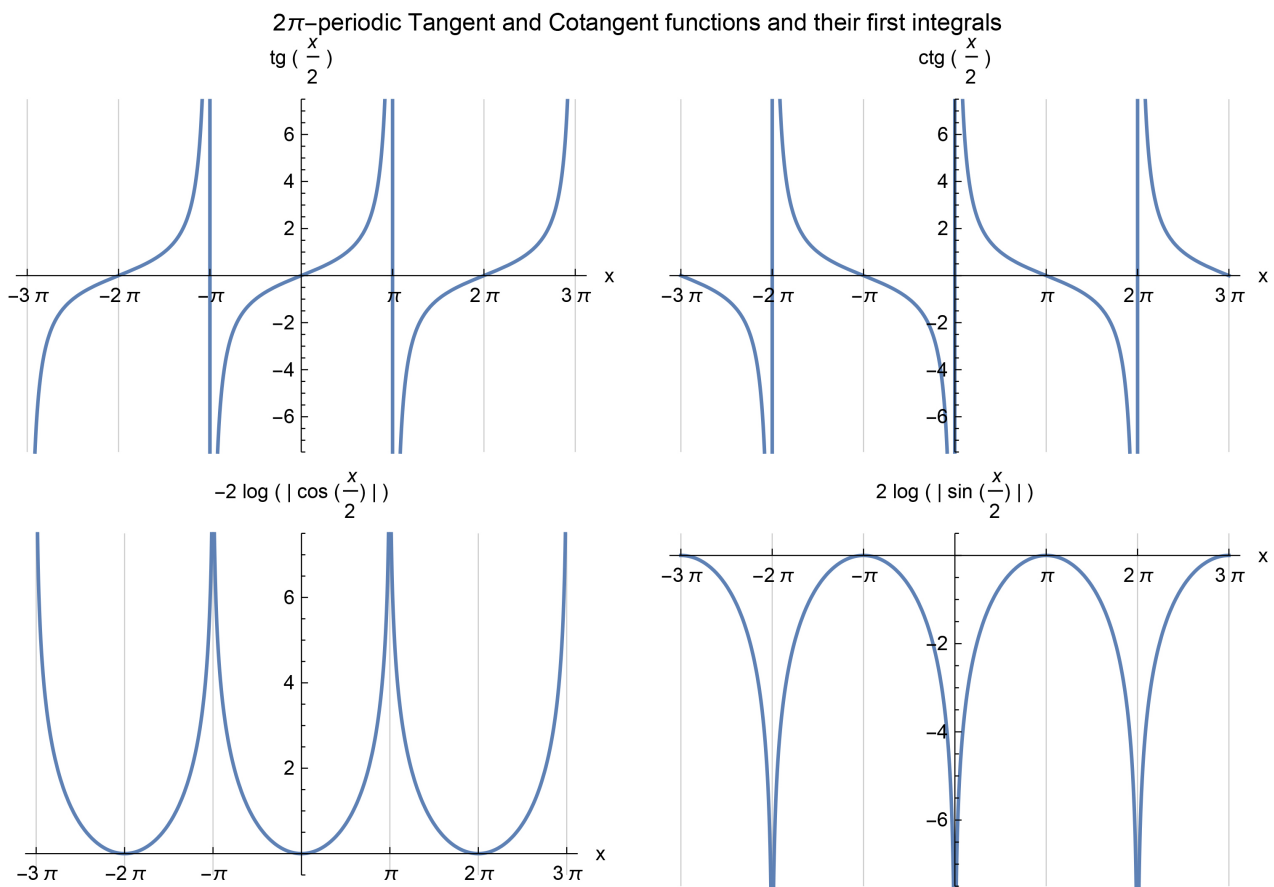 2π–periodic Tangent and Cotangent functions and their first integrals
tg ( x/2 )
6
4
2
x
−3 π −2 π −π π 2 π 3 π
−2
−4
−6
ctg ( x/2 )
6
4
2
x
−3 π −2 π −π π 2 π 3 π
−2
−4
−6
−2 log ( | cos ( x/2 ) | )
6
4
2
x
−3 π −2 π −π π 2 π 3 π
2 log ( | sin ( x/2 ) | )
x
−3 π −2 π −π π 2 π 3 π
−2
−4
−6